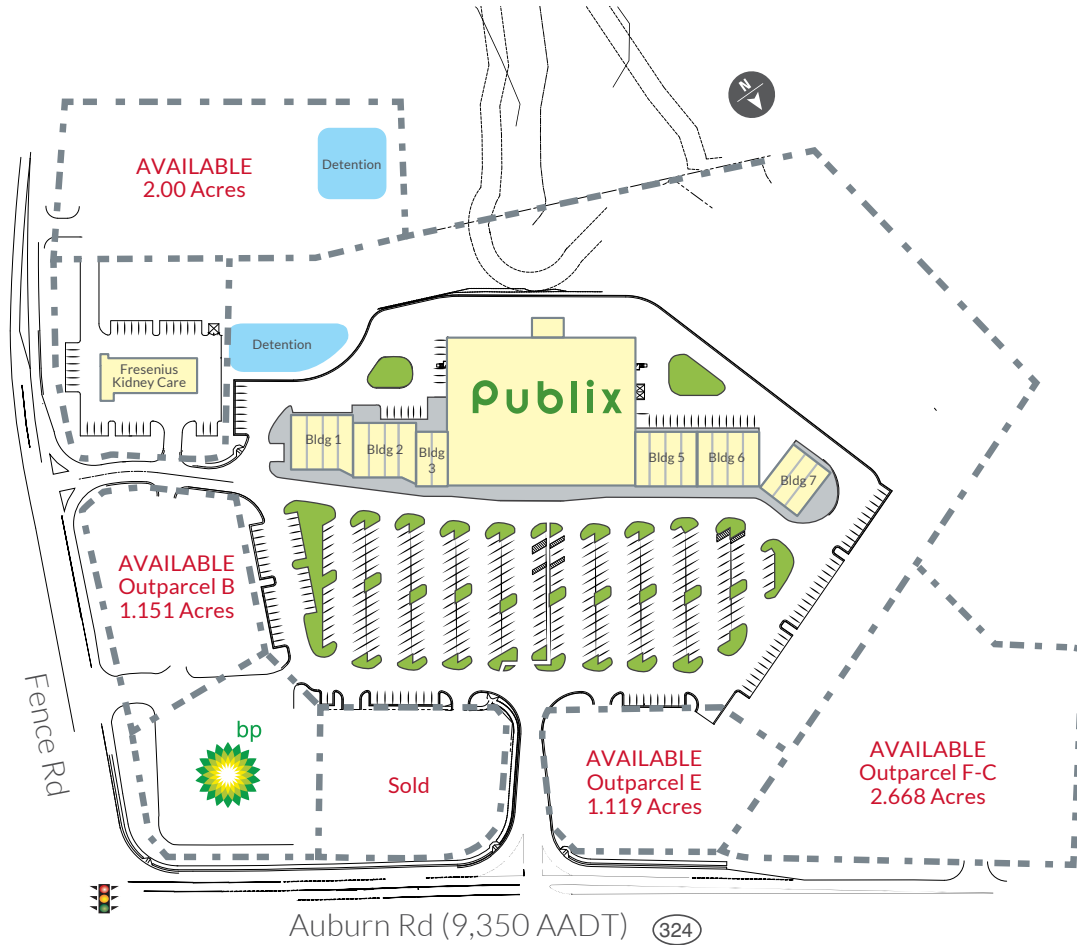 N
AVAILABLE
2.00 Acres
Detention
Detention
Fresenius
Kidney Care
Publix
Bldg 1
Bldg 2
Bldg
3
Bldg 5
Bldg 6
Bldg 7
AVAILABLE
Outparcel B
1.151 Acres
Fence Rd
bp
Sold
AVAILABLE
Outparcel E
1.119 Acres
AVAILABLE
Outparcel F-C
2.668 Acres
Auburn Rd (9,350 AADT) 324